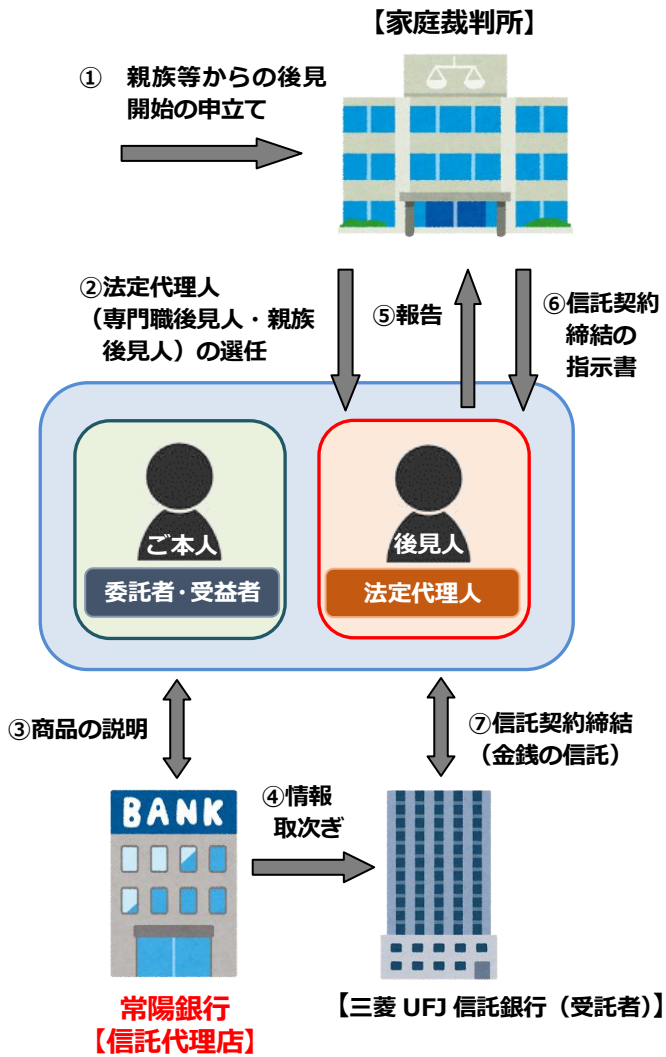 【家庭裁判所】
① 親族等からの後見
開始の申立て
②法定代理人
（専門職後見人・親族
後見人）の選任
⑤報告
⑥信託契約
締結の
指示書
ご本人
委託者・受益者
後見人
法定代理人
③商品の説明
⑦信託契約締結
（金銭の信託）
④情報
取次ぎ
BANK
常陽銀行
【信託代理店】
【三菱 UFJ 信託銀行（受託者）】